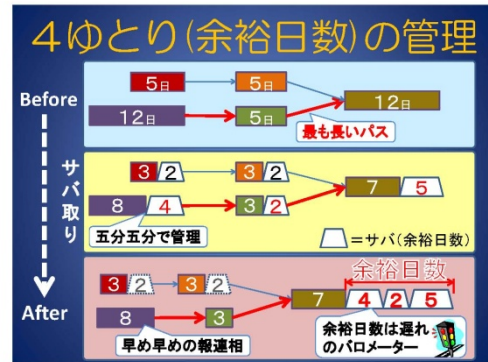 4ゆとり(余裕日数)の管理
Before
5日 5日
12日 5日 12日
最も長いパス
サバ取り
3 2 3 2
7 5
8 4 3 2
五分五分で管理
=サバ(余裕日数)
余裕日数
3 2 3 2
7 4 2 5
After
8 3
早め早めの報連相
余裕日数は遅れ
のバロメーター